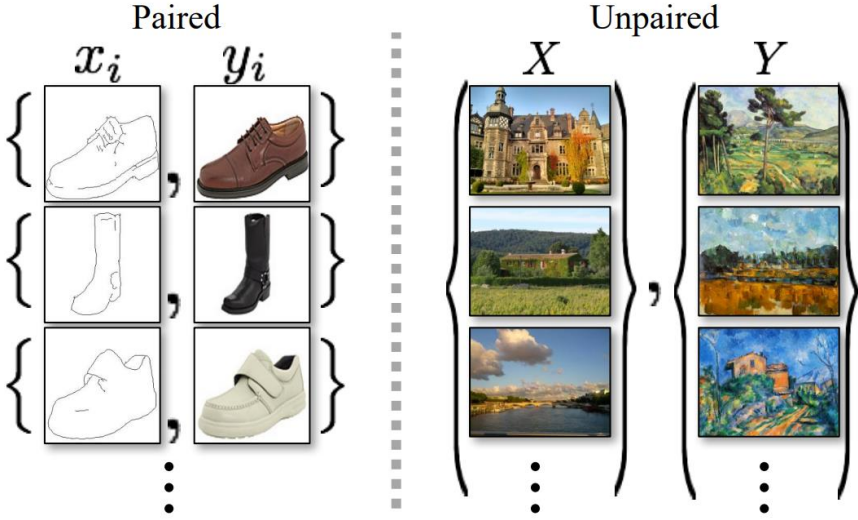 Paired
Unpaired
x_i
y_i
X
Y
{ , }
{ , }
{ , }
{ } , { }